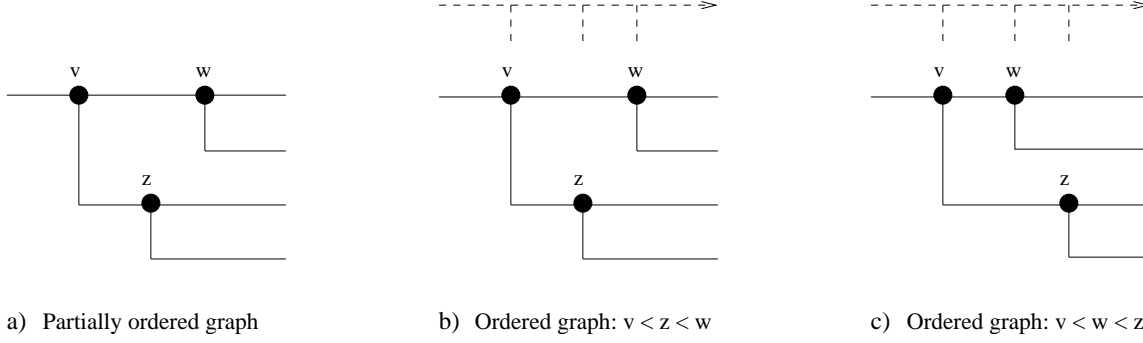 v w v w v w
z z z
a) Partially ordered graph b) Ordered graph: v < z < w c) Ordered graph: v < w < z